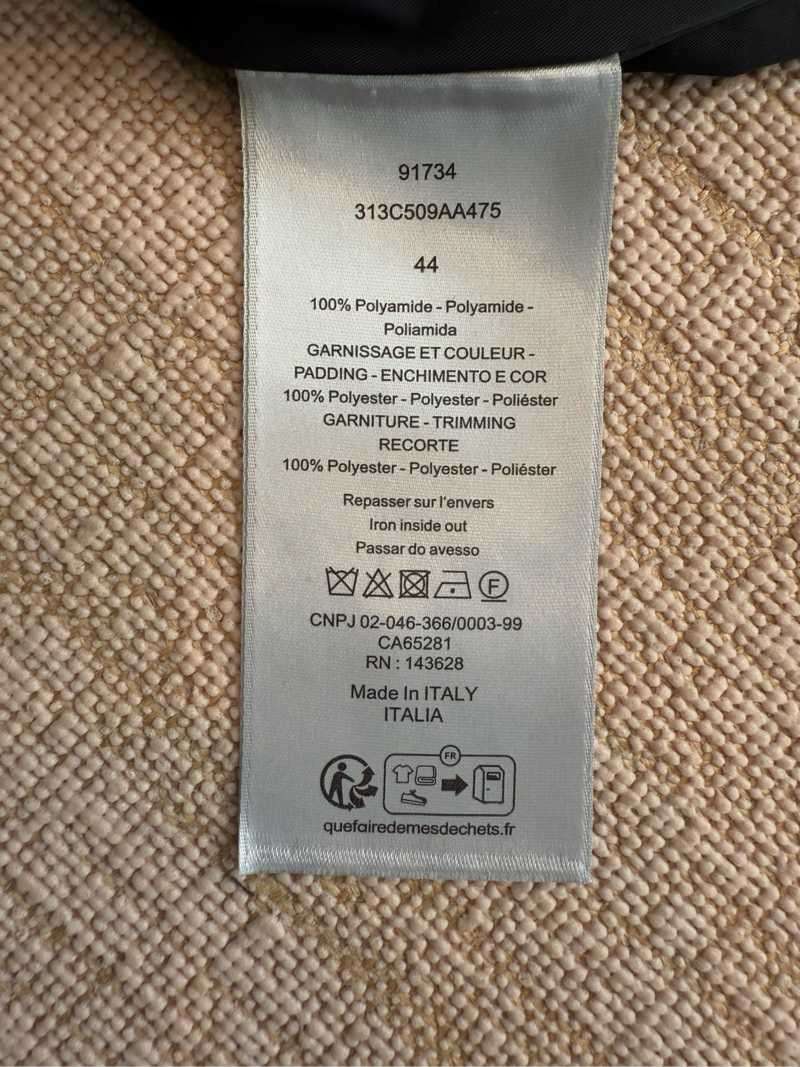 91734
313C509AA475
44
100% Polyamide - Polyamide -
Poliamida
GARNISSAGE ET COULEUR -
PADDING - ENCHIMENTO E COR
100% Polyester - Polyester - Poliéster
GARNITURE - TRIMMING
RECORTE
100% Polyester - Polyester - Poliéster
Repasser sur l'envers
Iron inside out
Passar do avesso
F
CNPJ 02-046-366/0003-99
CA65281
RN : 143628
Made In ITALY
ITALIA
FR
quefairedemesdechets.fr